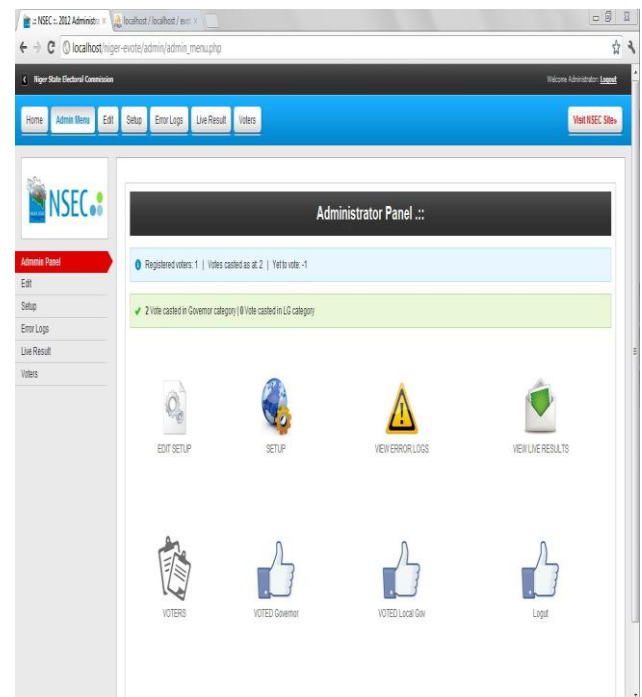 .:: NSEC ::. 2012 Administra
localhost / localhost / evot
localhost/niger-evote/admin/admin_menu.php
Niger State Electoral Commission
Welcome Administrator: Logout
Home
Admin Menu
Edit
Setup
Error Logs
Live Result
Voters
Visit NSEC Site»
NSEC
Administrator Panel .::
Admin Panel
Edit
Setup
Error Logs
Live Result
Voters
Registered voters: 1 | Votes casted as at: 2 | Yet to vote: -1
2 Vote casted in Governor category | 0 Vote casted in LG category
EDIT SETUP
SETUP
VIEW ERROR LOGS
VIEW LIVE RESULTS
VOTERS
VOTED Governor
VOTED Local Gov
Logut